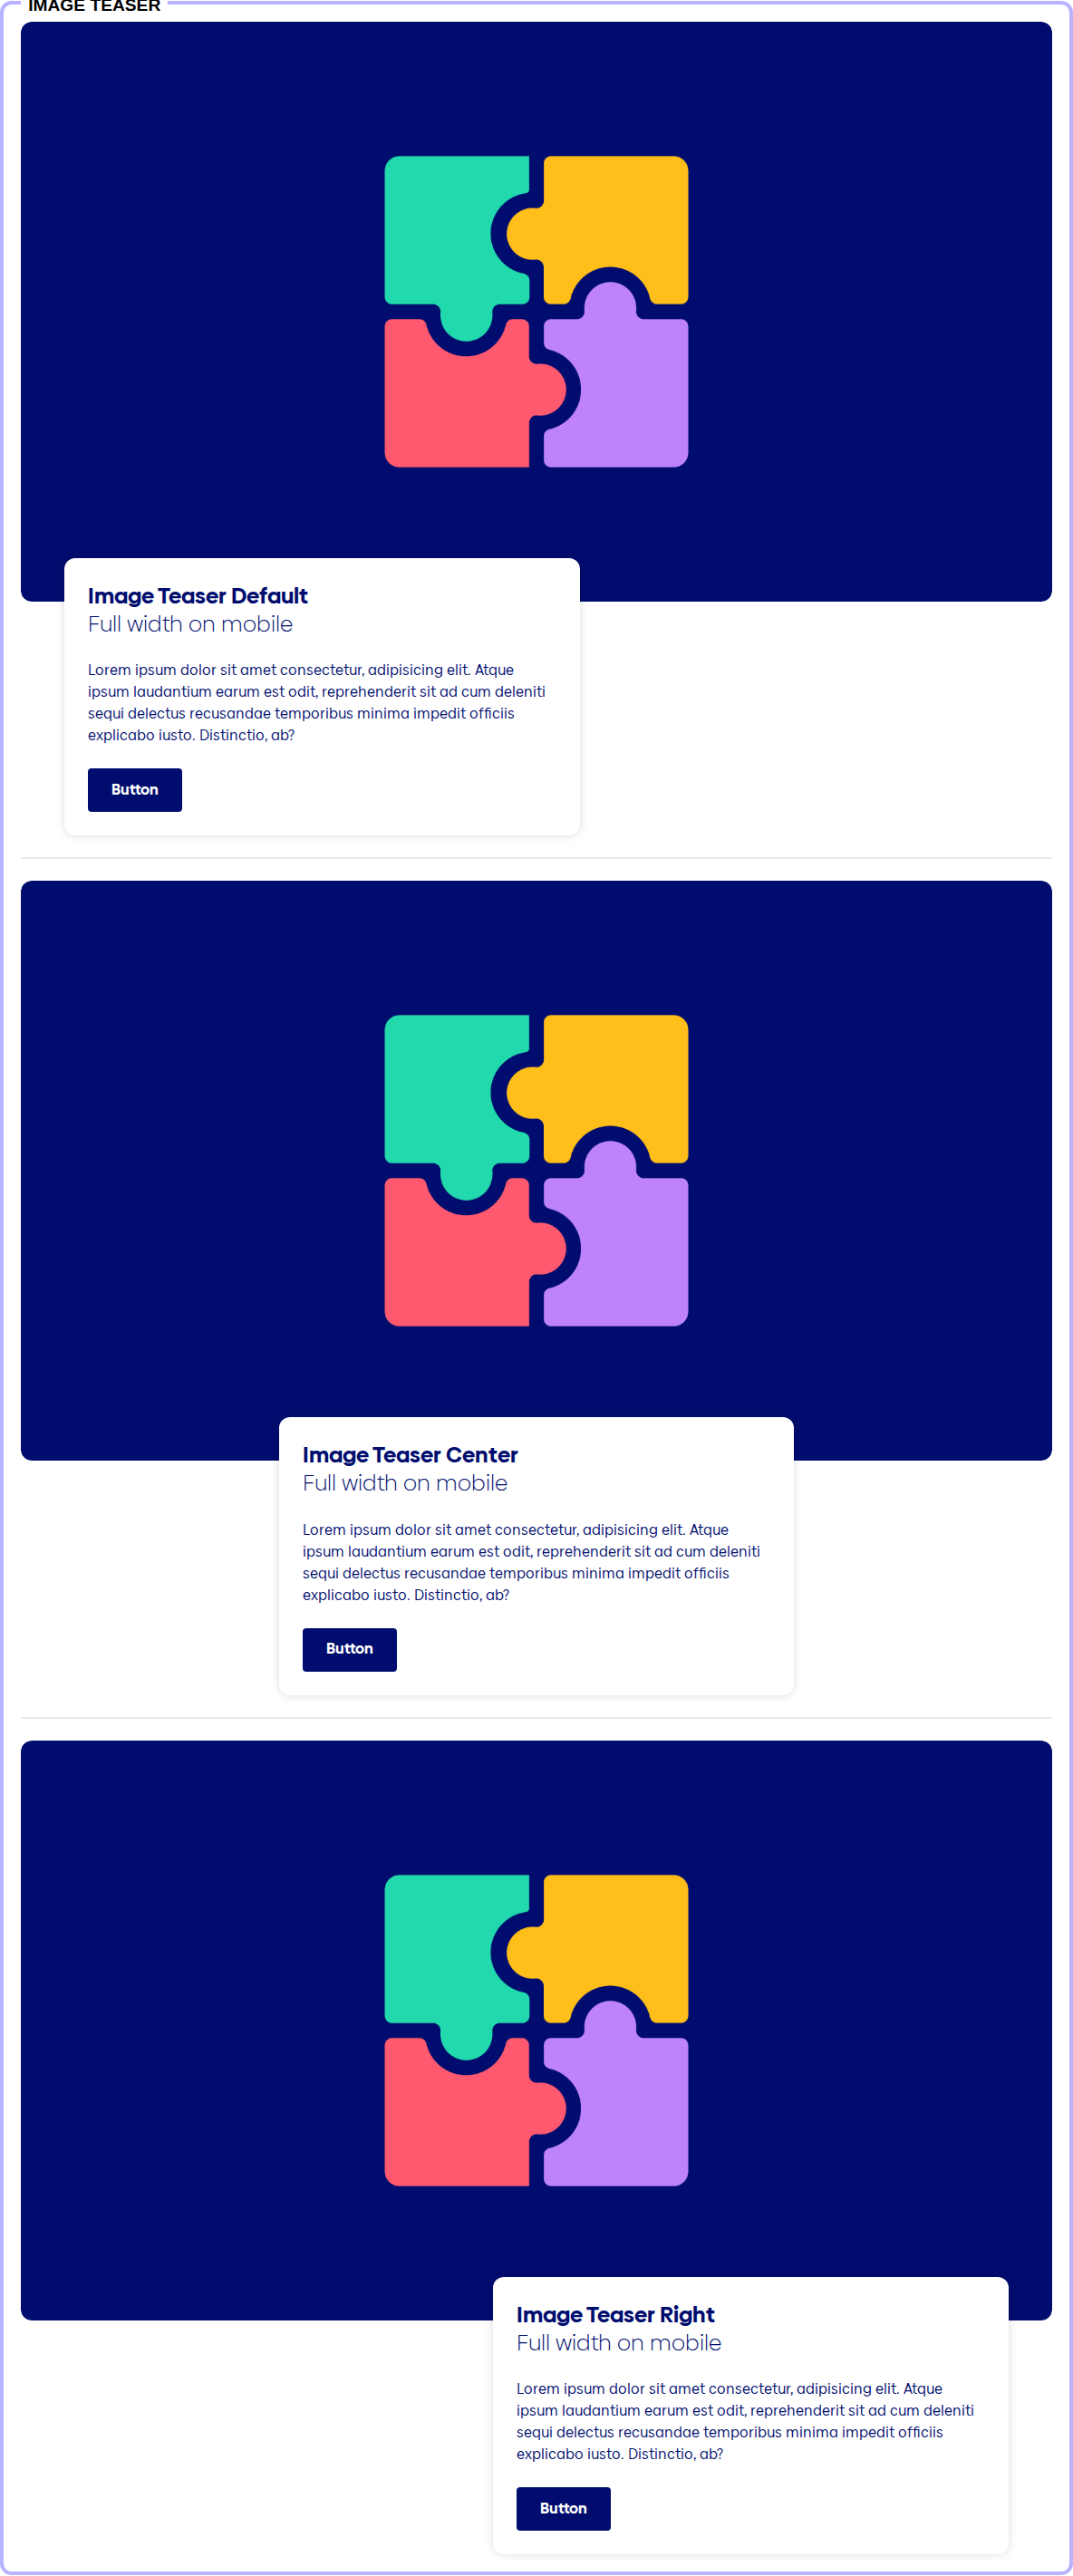 IMAGE TEASER
Image Teaser Default
Full width on mobile
Lorem ipsum dolor sit amet consectetur, adipisicing elit. Atque
ipsum laudantium earum est odit, reprehenderit sit ad cum deleniti
sequi delectus recusandae temporibus minima impedit officiis
explicabo iusto. Distinctio, ab?
Button
Image Teaser Center
Full width on mobile
Lorem ipsum dolor sit amet consectetur, adipisicing elit. Atque
ipsum laudantium earum est odit, reprehenderit sit ad cum deleniti
sequi delectus recusandae temporibus minima impedit officiis
explicabo iusto. Distinctio, ab?
Button
Image Teaser Right
Full width on mobile
Lorem ipsum dolor sit amet consectetur, adipisicing elit. Atque
ipsum laudantium earum est odit, reprehenderit sit ad cum deleniti
sequi delectus recusandae temporibus minima impedit officiis
explicabo iusto. Distinctio, ab?
Button